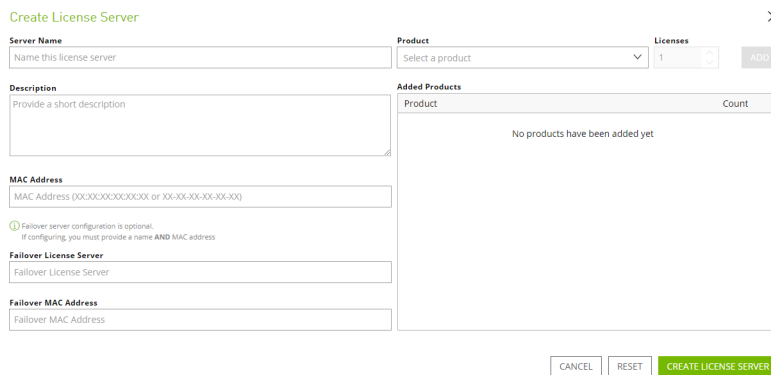 Create License Server
Server Name
Name this license server
Description
Provide a short description
MAC Address
MAC Address (XX:XX:XX:XX:XX:XX or XX-XX-XX-XX-XX-XX)
Failover server configuration is optional.
If configuring, you must provide a name AND MAC address
Failover License Server
Failover License Server
Failover MAC Address
Failover MAC Address
Product Licenses
Select a product 1 ADD
Added Products
Product Count
No products have been added yet
CANCEL RESET CREATE LICENSE SERVER